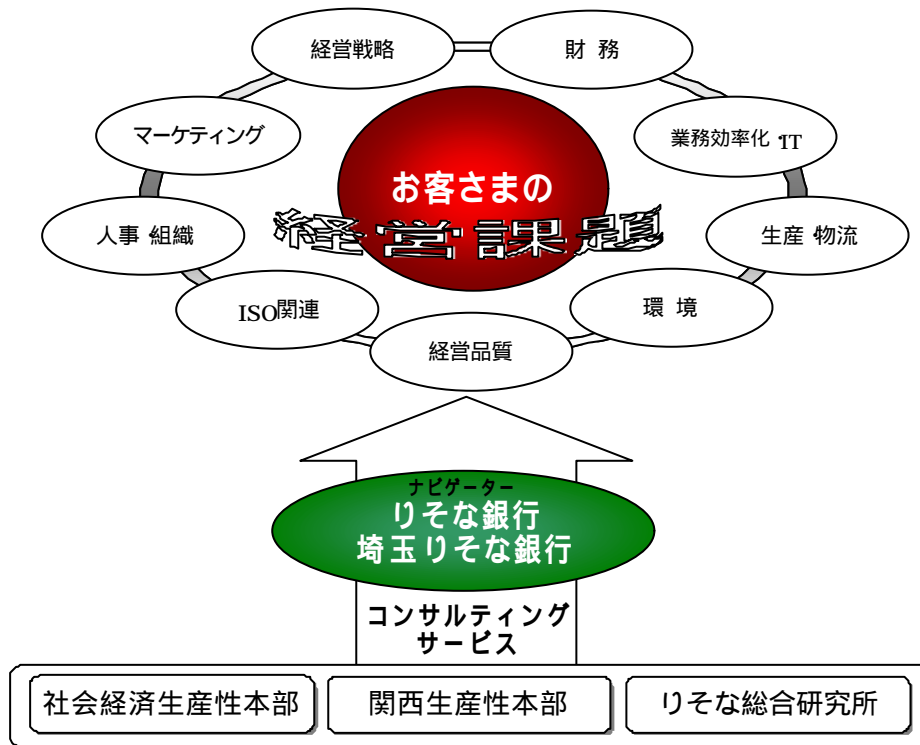 経営戦略
財 務
マーケティング
業務効率化・IT
お客さまの
経営課題
人事・組織
生産・物流
ISO関連
環 境
経営品質
ナビゲーター
りそな銀行
埼玉りそな銀行
コンサルティング
サービス
社会経済生産性本部
関西生産性本部
りそな総合研究所